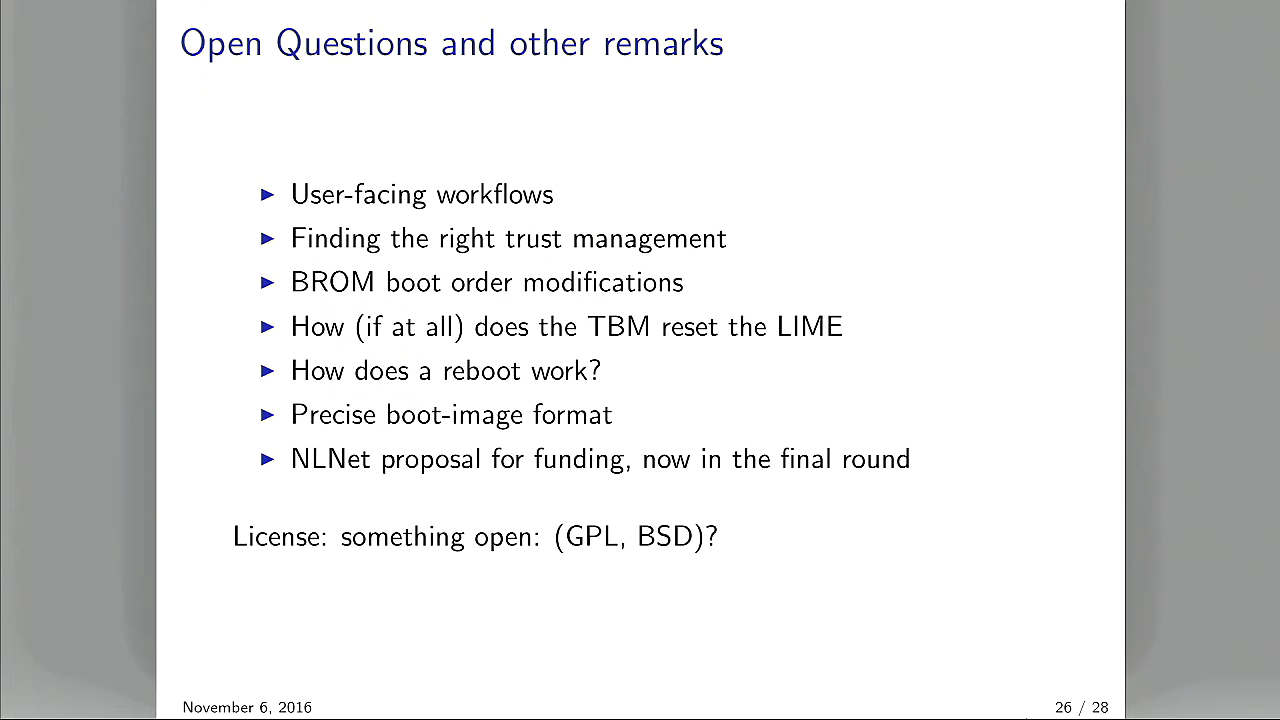 Open Questions and other remarks
User-facing workflows
Finding the right trust management
BROM boot order modifications
How (if at all) does the TBM reset the LIME
How does a reboot work?
Precise boot-image format
NLNet proposal for funding, now in the final round
License: something open: (GPL, BSD)?
November 6, 2016
26 / 28